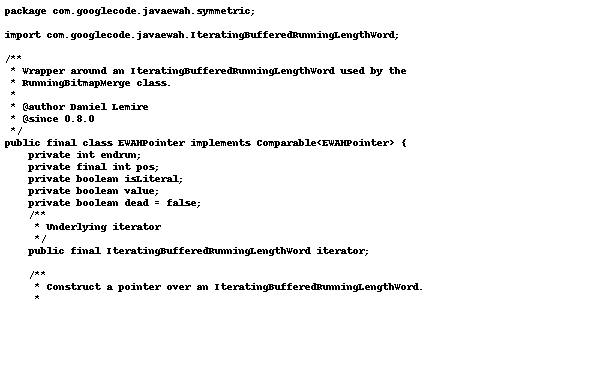 package com.googlecode.javaewah.symmetric;

import com.googlecode.javaewah.IteratingBufferedRunningLengthWord;

/**
 * Wrapper around an IteratingBufferedRunningLengthWord used by the
 * RunningBitmapMerge class.
 *
 * @author Daniel Lemire
 * @since 0.8.0
 */
public final class EWAHPointer implements Comparable<EWAHPointer> {
    private int endrun;
    private final int pos;
    private boolean isLiteral;
    private boolean value;
    private boolean dead = false;
    /**
     * Underlying iterator
     */
    public final IteratingBufferedRunningLengthWord iterator;

    /**
     * Construct a pointer over an IteratingBufferedRunningLengthWord.
     *